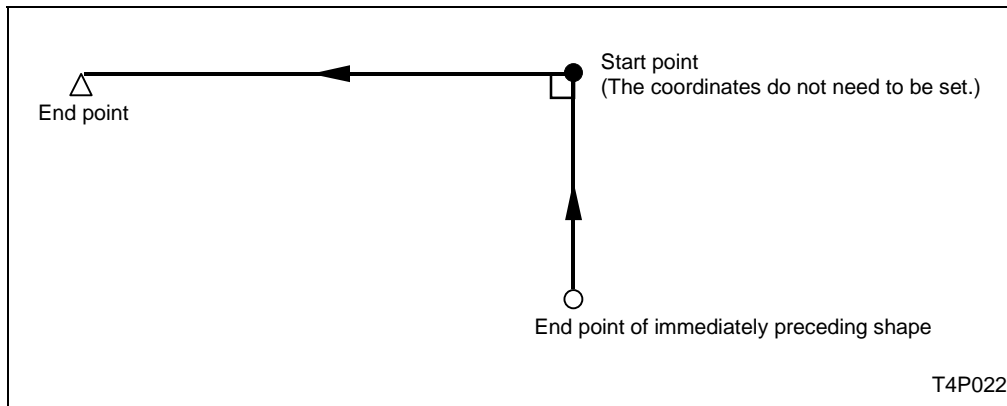 Start point
(The coordinates do not need to be set.)
End point
End point of immediately preceding shape
T4P022